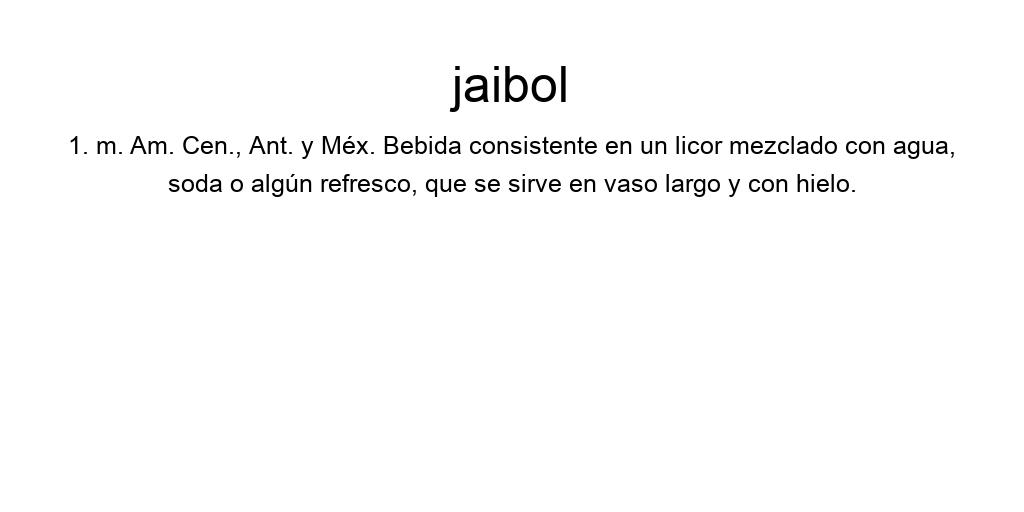 jaibol
1. m. Am. Cen., Ant. y Méx. Bebida consistente en un licor mezclado con agua,
soda o algún refresco, que se sirve en vaso largo y con hielo.